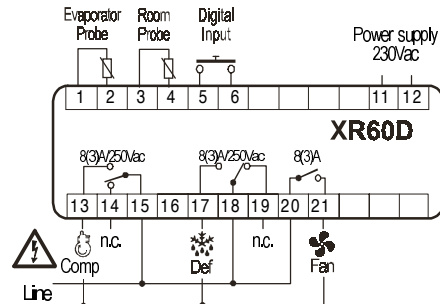 Evaporator Probe
Room Probe
Digital Input
Power supply 230Vac
1 2 3 4 5 6 11 12
XR60D
8(3)A/250Vac 8(3)A/250Vac 8(3)A
13 14 15 16 17 18 19 20 21
n.c. n.c.
Comp Def Fan
Line